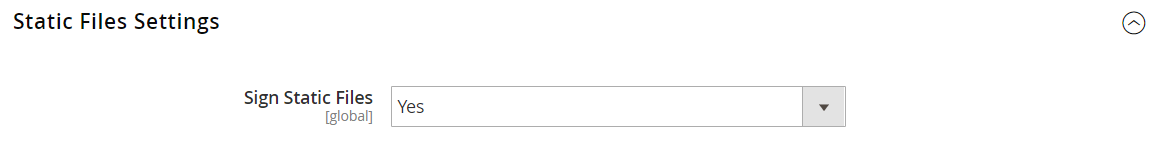 Static Files Settings
Sign Static Files
Yes
[global]